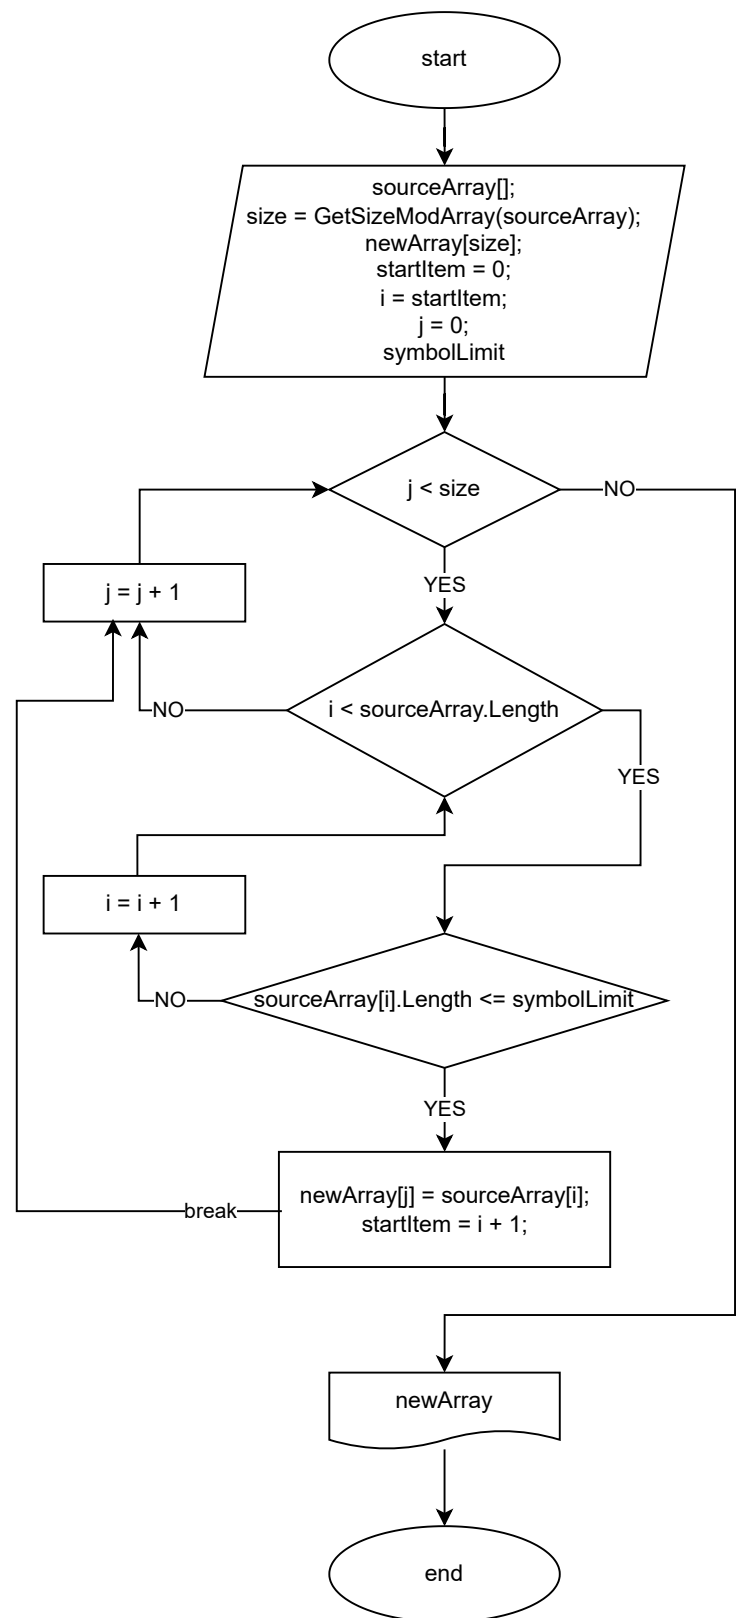 start
sourceArray[];
size = GetSizeModArray(sourceArray);
newArray[size];
startItem = 0;
i = startItem;
j = 0;
symbolLimit
j < size
NO
YES
j = j + 1
i < sourceArray.Length
NO
YES
i = i + 1
sourceArray[i].Length <= symbolLimit
NO
YES
newArray[j] = sourceArray[i];
startItem = i + 1;
break
newArray
end